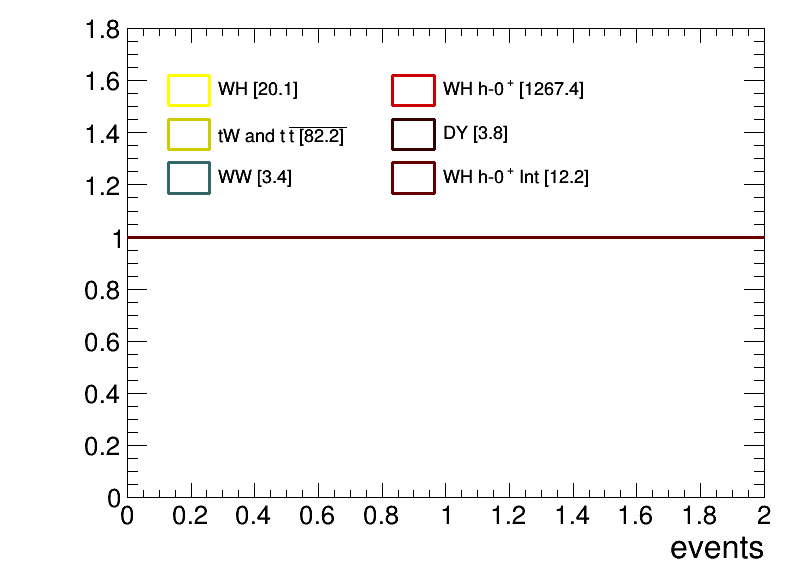 1.8
1.6
1.4
1.2
1
0.8
0.6
0.4
0.2
0
WH [20.1]
WH h-0+ [1267.4]
tW and t t̅ [82.2]
DY [3.8]
WW [3.4]
WH h-0+ Int [12.2]
0 0.2 0.4 0.6 0.8 1 1.2 1.4 1.6 1.8 2
events